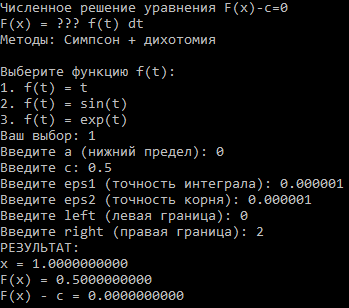 Численное решение уравнения F(x)-c=0
F(x) = ??? f(t) dt
Методы: Симпсон + дихотомия
Выберите функцию f(t):
1. f(t) = t
2. f(t) = sin(t)
3. f(t) = exp(t)
Ваш выбор: 1
Введите a (нижний предел): 0
Введите c: 0.5
Введите eps1 (точность интеграла): 0.000001
Введите eps2 (точность корня): 0.000001
Введите left (левая граница): 0
Введите right (правая граница): 2
РЕЗУЛЬТАТ:
x = 1.0000000000
F(x) = 0.5000000000
F(x) - c = 0.0000000000